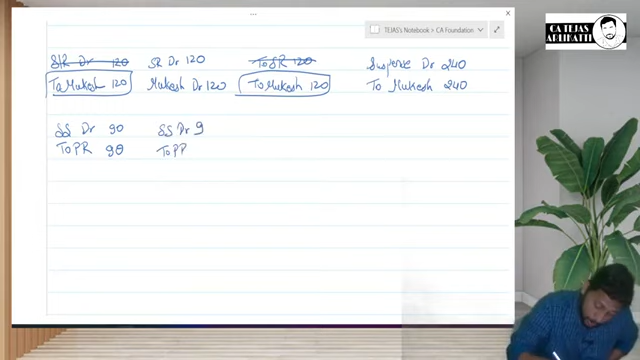 CA TEJAS
ARTIKATTI
TEJAS's Notebook > CA Foundation
SR Dr 120 SR Dr 120 To SR 120 Suspense Dr 240
To Mukesh 120 Mukesh Dr 120 To Mukesh 120 To Mukesh 240
SS Dr 90 SS Dr 9
To PR 90 To PP